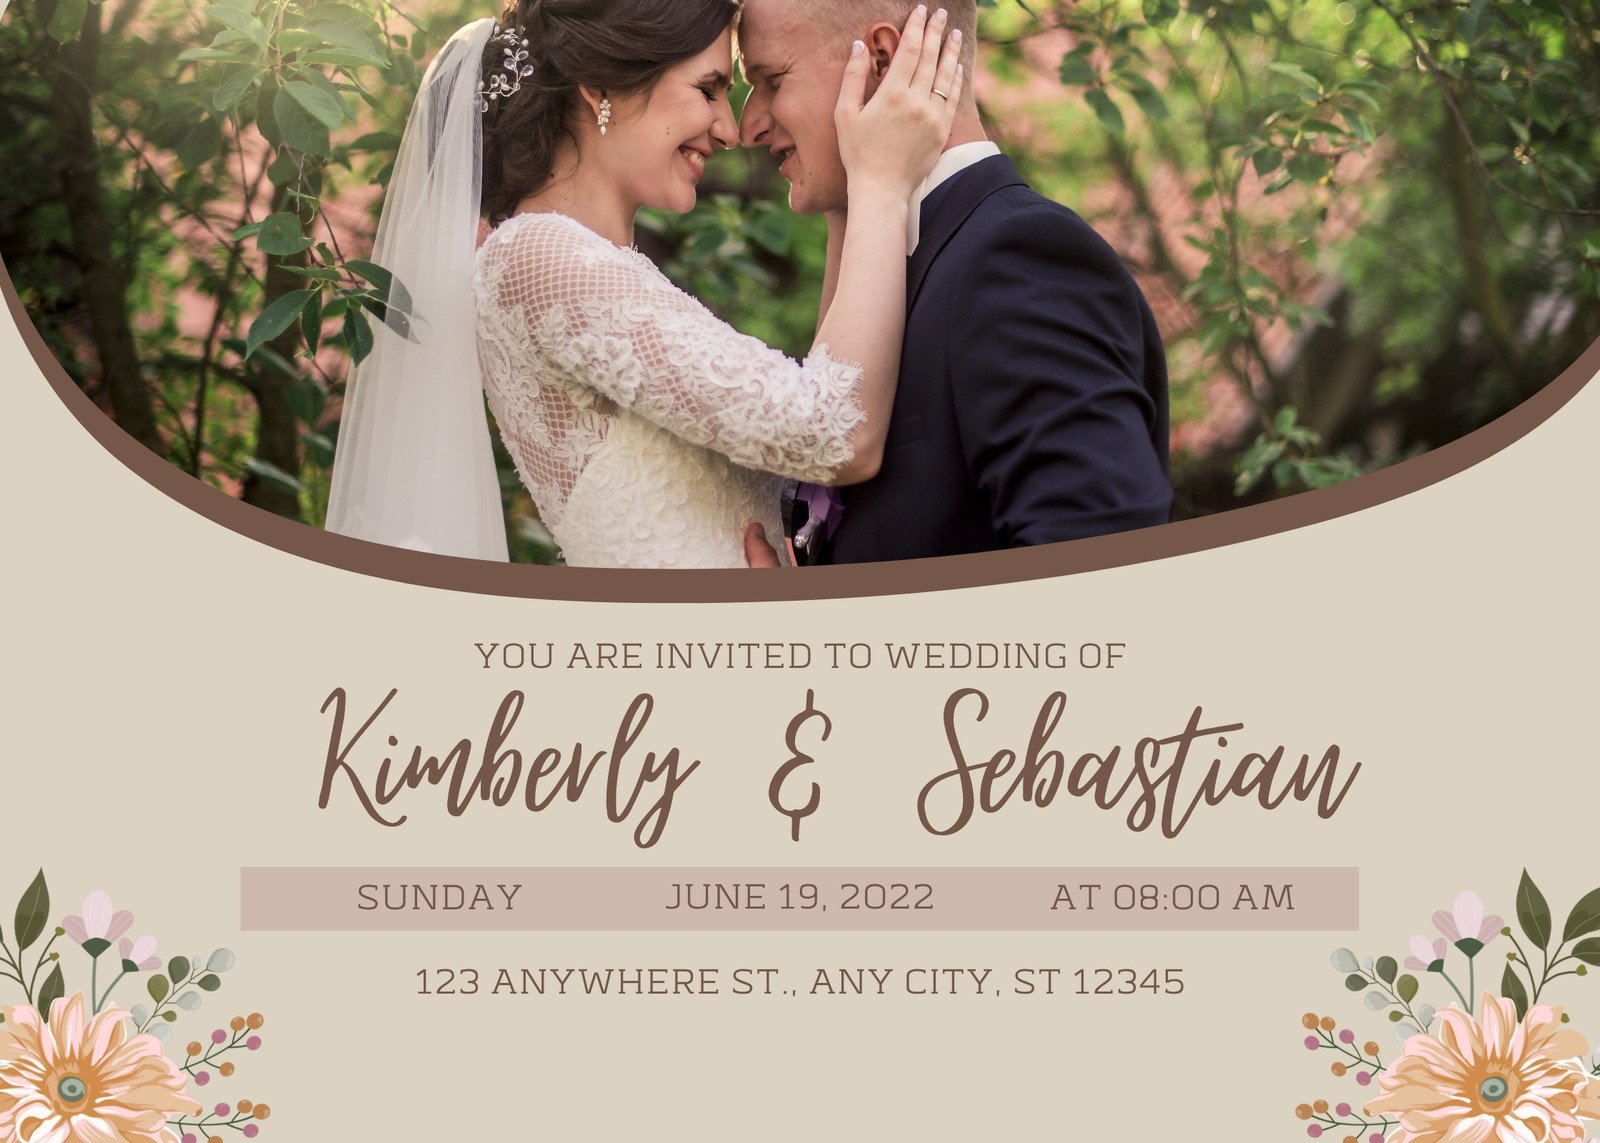 YOU ARE INVITED TO WEDDING OF
Kimberly & Sebastian
SUNDAY JUNE 19, 2022 AT 08:00 AM
123 ANYWHERE ST., ANY CITY, ST 12345